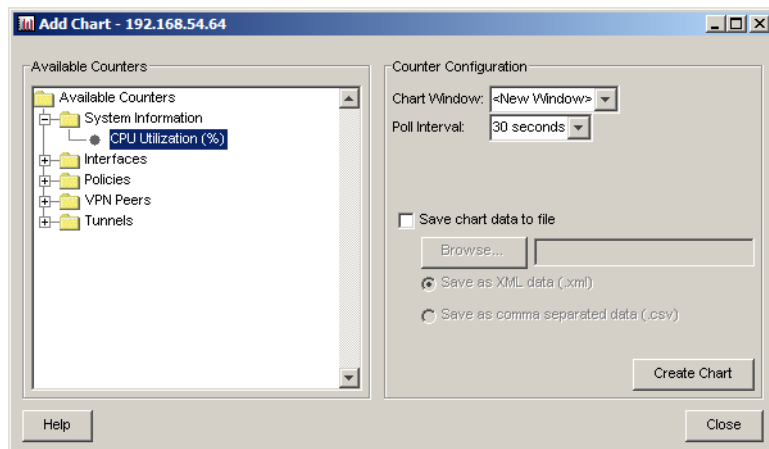 Add Chart - 192.168.54.64
Available Counters
Available Counters
System Information
CPU Utilization (%)
Interfaces
Policies
VPN Peers
Tunnels
Counter Configuration
Chart Window: <New Window>
Poll Interval: 30 seconds
Save chart data to file
Browse...
Save as XML data (.xml)
Save as comma separated data (.csv)
Create Chart
Help
Close